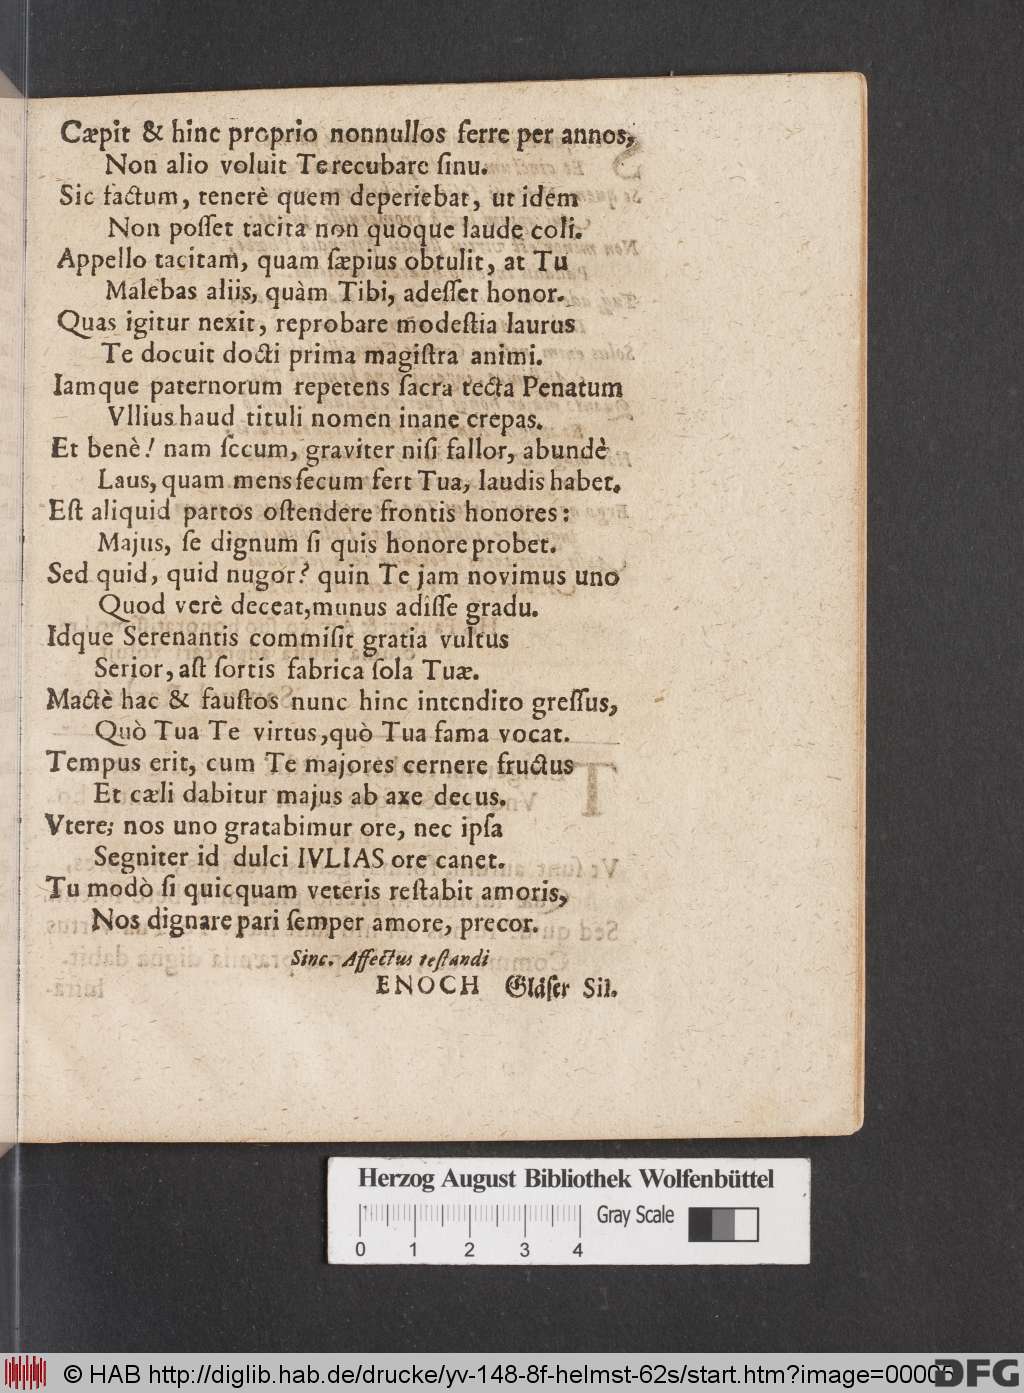 Cæpit & hinc proprio nonnullos ferre per annos,
Non alio voluit Te recubare ſinu.
Sic factum, tenerè quem deperiebat, ut idem
Non poſſet tacita non quoque laude coli.
Appello tacitam, quam ſæpius obtulit, at Tu
Malebas aliis, quàm Tibi, adeſſet honor.
Quas igitur nexit, reprobare modeſtia laurus
Te docuit docti prima magiſtra animi.
Iamque paternorum repetens ſacra tecta Penatum
Vllius haud tituli nomen inane crepas.
Et benè! nam ſecum, graviter niſi fallor, abundè
Laus, quam mens ſecum fert Tua, laudis habet.
Eſt aliquid partos oſtendere frontis honores:
Majus, ſe dignum ſi quis honore probet.
Sed quid, quid nugor? quin Te jam novimus uno
Quod verè deceat, munus adiſſe gradu.
Idque Serenantis commiſit gratia vultus
Serior, aſt ſortis fabrica ſola Tuæ.
Mactè hac & fauſtos nunc hinc intendito greſſus,
Quò Tua Te virtus, quò Tua fama vocat.
Tempus erit, cum Te majores cernere fructus
Et cæli dabitur majus ab axe decus.
Vtere; nos uno gratabimur ore, nec ipſa
Segniter id dulci IVLIAS ore canet.
Tu modò ſi quicquam veteris reſtabit amoris,
Nos dignare pari ſemper amore, precor.
Sinc. Affectus teſtandi
ENOCH Gläſer Sil.
Herzog August Bibliothek Wolfenbüttel
Gray Scale
0 1 2 3 4
© HAB http://diglib.hab.de/drucke/yv-148-8f-helmst-62s/start.htm?image=00005
DFG